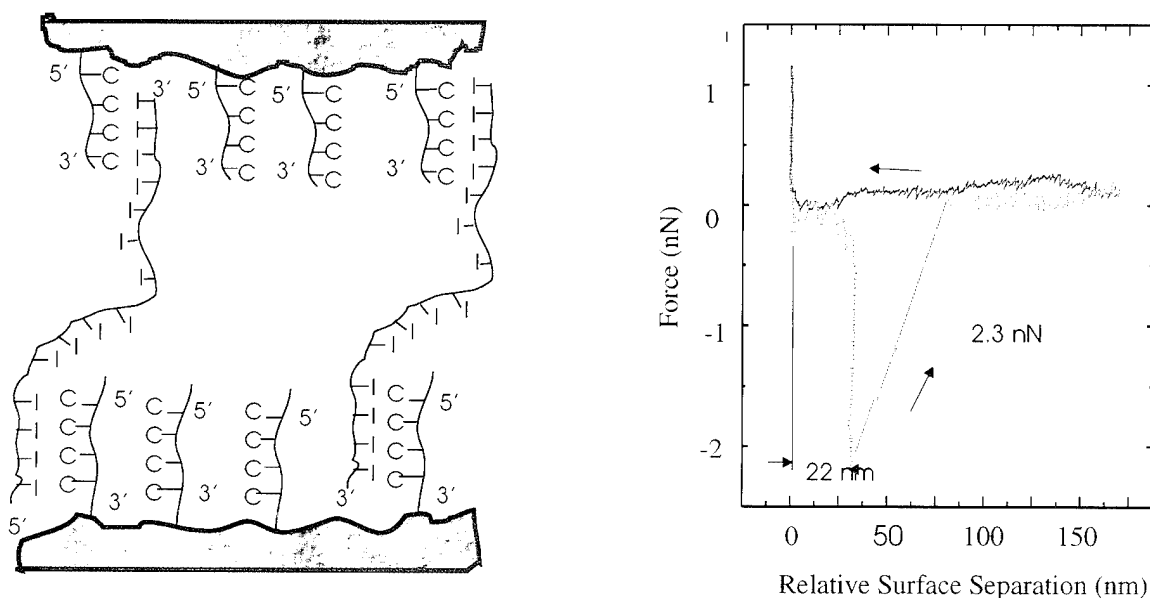 5′ C 3′ 5′ C 5′ C 5′ C I
C I C C C I
C I C C C I
3′ C I 3′ C 3′ C 3′ C I
I I
I I
I I
I I
I I
I I
I I
I I
I C 5′ C 5′ C 5′ I C 5′
I C C C I C
I C C C I C
I C 3′ C 3′ C 3′ I C 3′
5′
Force (nN)
1
0
-1
-2
2.3 nN
22 nm
0 50 100 150
Relative Surface Separation (nm)